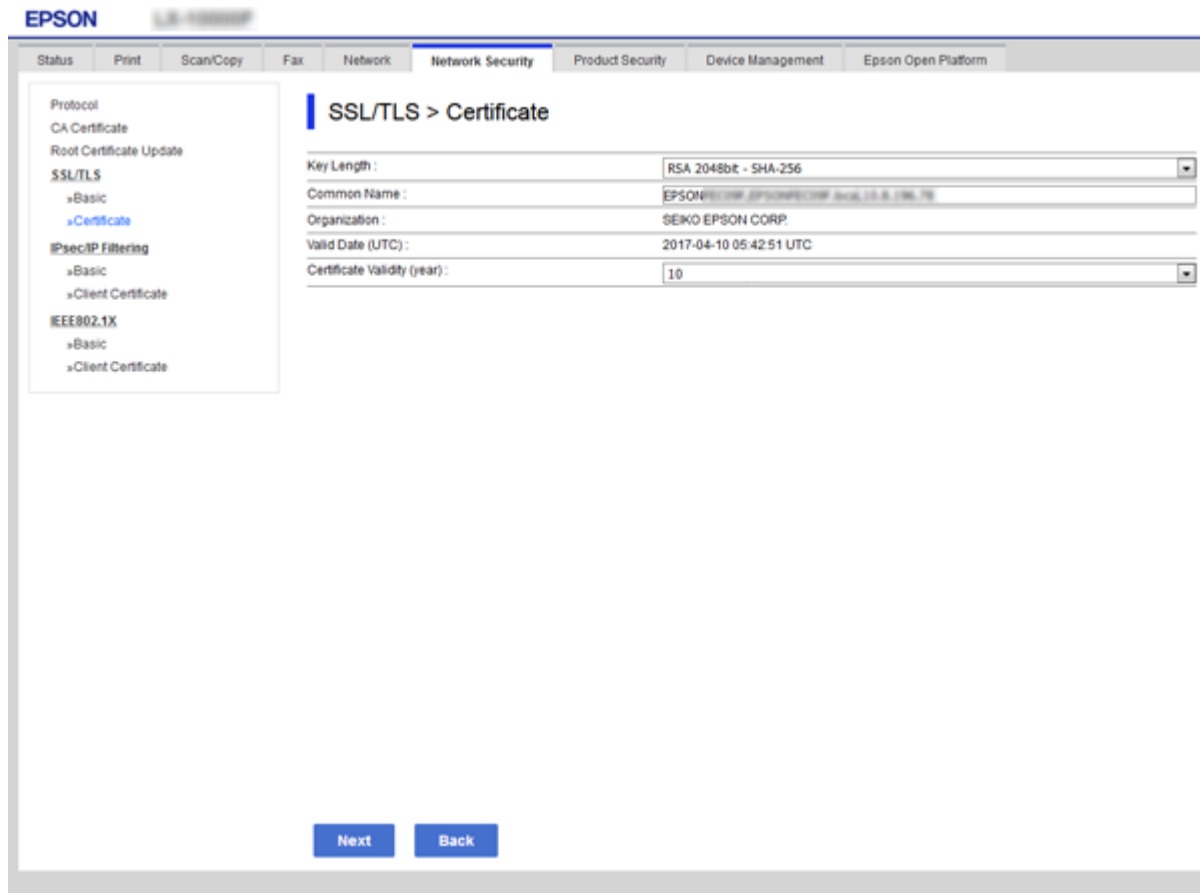 EPSON
Status Print Scan/Copy Fax Network Network Security Product Security Device Management Epson Open Platform
Protocol
CA Certificate
Root Certificate Update
SSL/TLS
»Basic
»Certificate
IPsec/IP Filtering
»Basic
»Client Certificate
IEEE802.1X
»Basic
»Client Certificate
SSL/TLS > Certificate
Key Length : RSA 2048bit - SHA-256
Common Name : EPSON
Organization : SEIKO EPSON CORP.
Valid Date (UTC) : 2017-04-10 05:42:51 UTC
Certificate Validity (year) : 10
Next Back